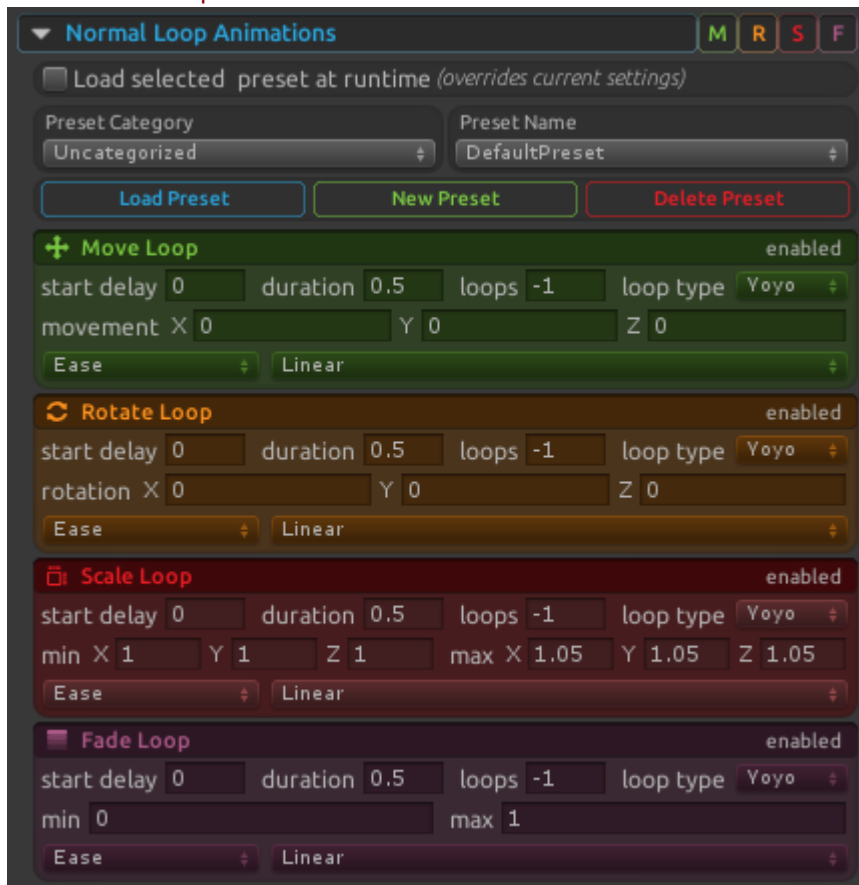 Normal Loop Animations M R S F
Load selected preset at runtime (overrides current settings)
Preset Category Preset Name
Uncategorized DefaultPreset
Load Preset New Preset Delete Preset
Move Loop enabled
start delay 0 duration 0.5 loops -1 loop type Yoyo
movement X 0 Y 0 Z 0
Ease Linear
Rotate Loop enabled
start delay 0 duration 0.5 loops -1 loop type Yoyo
rotation X 0 Y 0 Z 0
Ease Linear
Scale Loop enabled
start delay 0 duration 0.5 loops -1 loop type Yoyo
min X 1 Y 1 Z 1 max X 1.05 Y 1.05 Z 1.05
Ease Linear
Fade Loop enabled
start delay 0 duration 0.5 loops -1 loop type Yoyo
min 0 max 1
Ease Linear